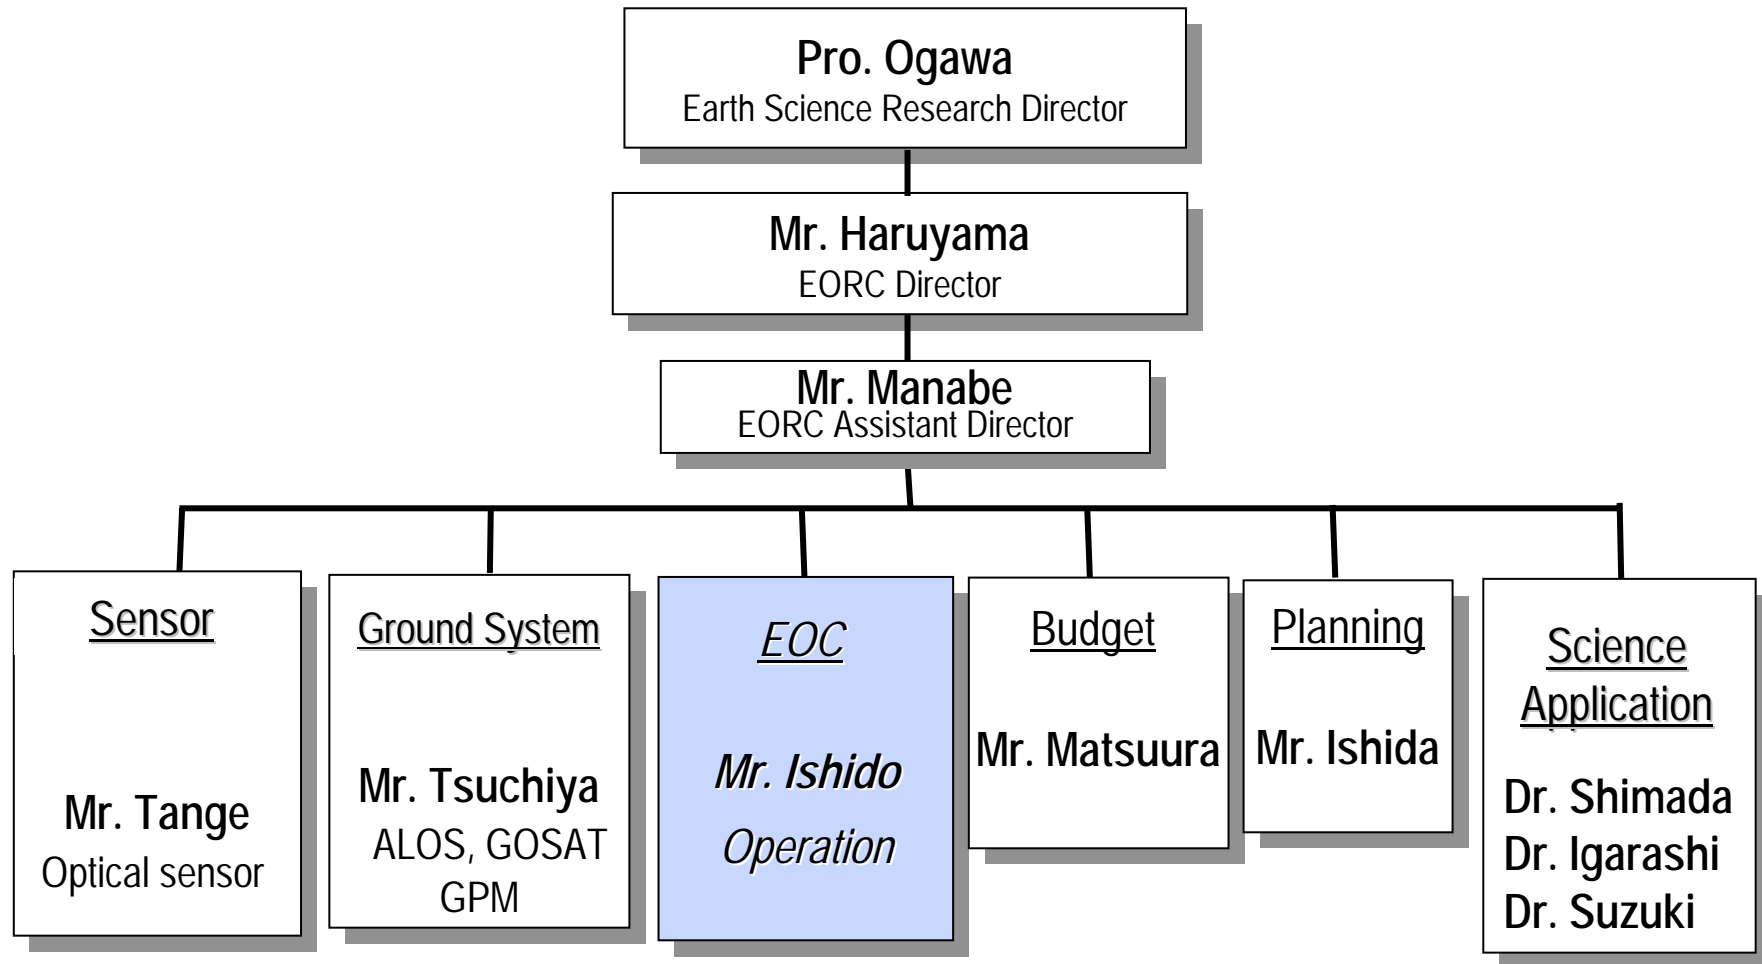 Pro. Ogawa
Earth Science Research Director
Mr. Haruyama
EORC Director
Mr. Manabe
EORC Assistant Director
Sensor
Mr. Tange
Optical sensor
Ground System
Mr. Tsuchiya
ALOS, GOSAT
GPM
EOC
Mr. Ishido
Operation
Budget
Mr. Matsuura
Planning
Mr. Ishida
Science
Application
Dr. Shimada
Dr. Igarashi
Dr. Suzuki